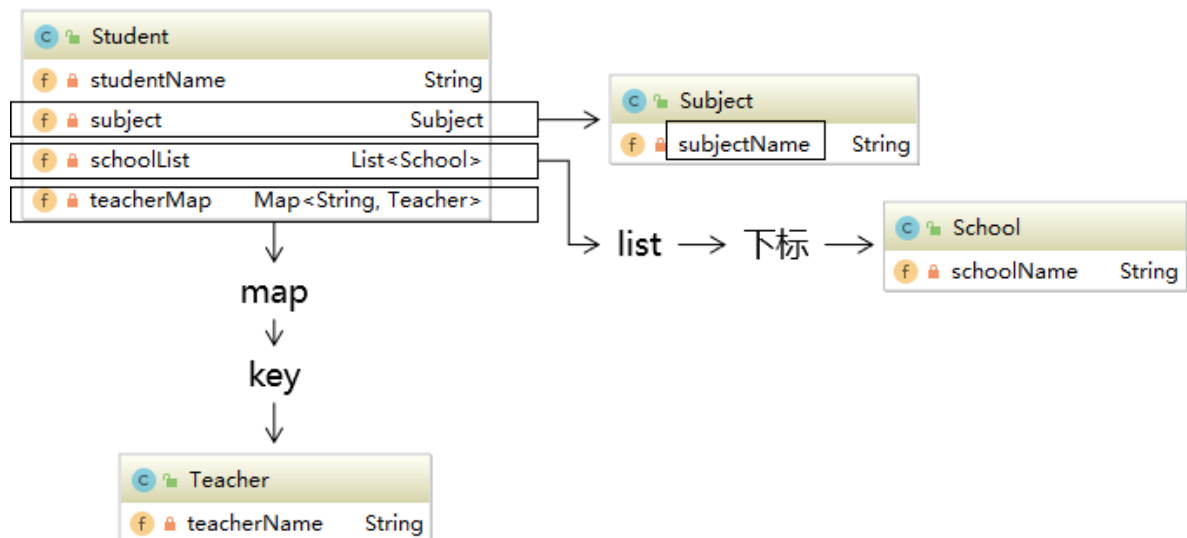 Student
studentName String
subject Subject
schoolList List<School>
teacherMap Map<String, Teacher>
Subject
subjectName String
list
下标
School
schoolName String
map
key
Teacher
teacherName String